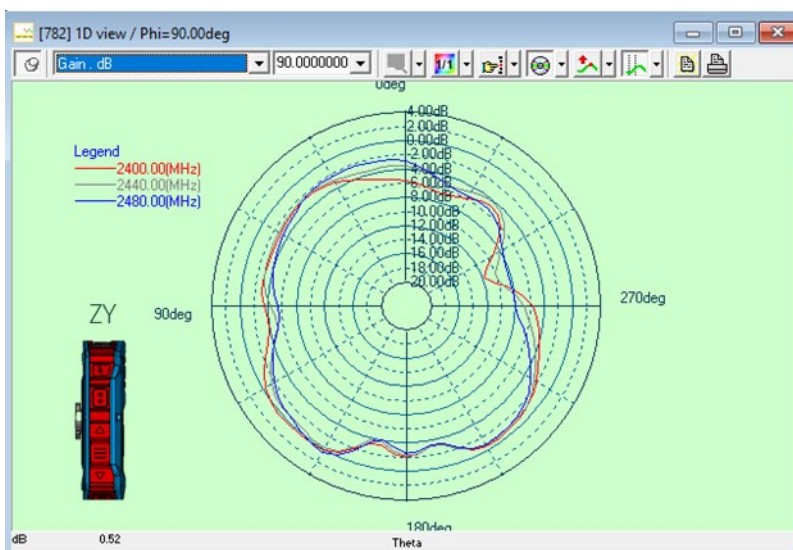 [782] 1D view / Phi=90.00deg
Gain . dB
90.0000000
1/1
0deg
4.00dB
2.00dB
0.00dB
-2.00dB
-4.00dB
-6.00dB
-8.00dB
-10.00dB
-12.00dB
-14.00dB
-16.00dB
-18.00dB
-20.00dB
Legend
2400.00(MHz)
2440.00(MHz)
2480.00(MHz)
ZY
90deg
270deg
180deg
dB
0.52
Theta